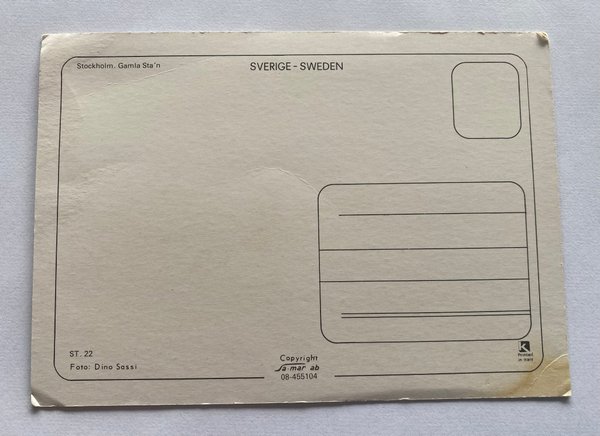 Stockholm. Gamla Sta'n
SVERIGE - SWEDEN
ST. 22
Foto: Dino Sassi
Copyright
sa-mar ab
08-455104
K
Printed
in Italy